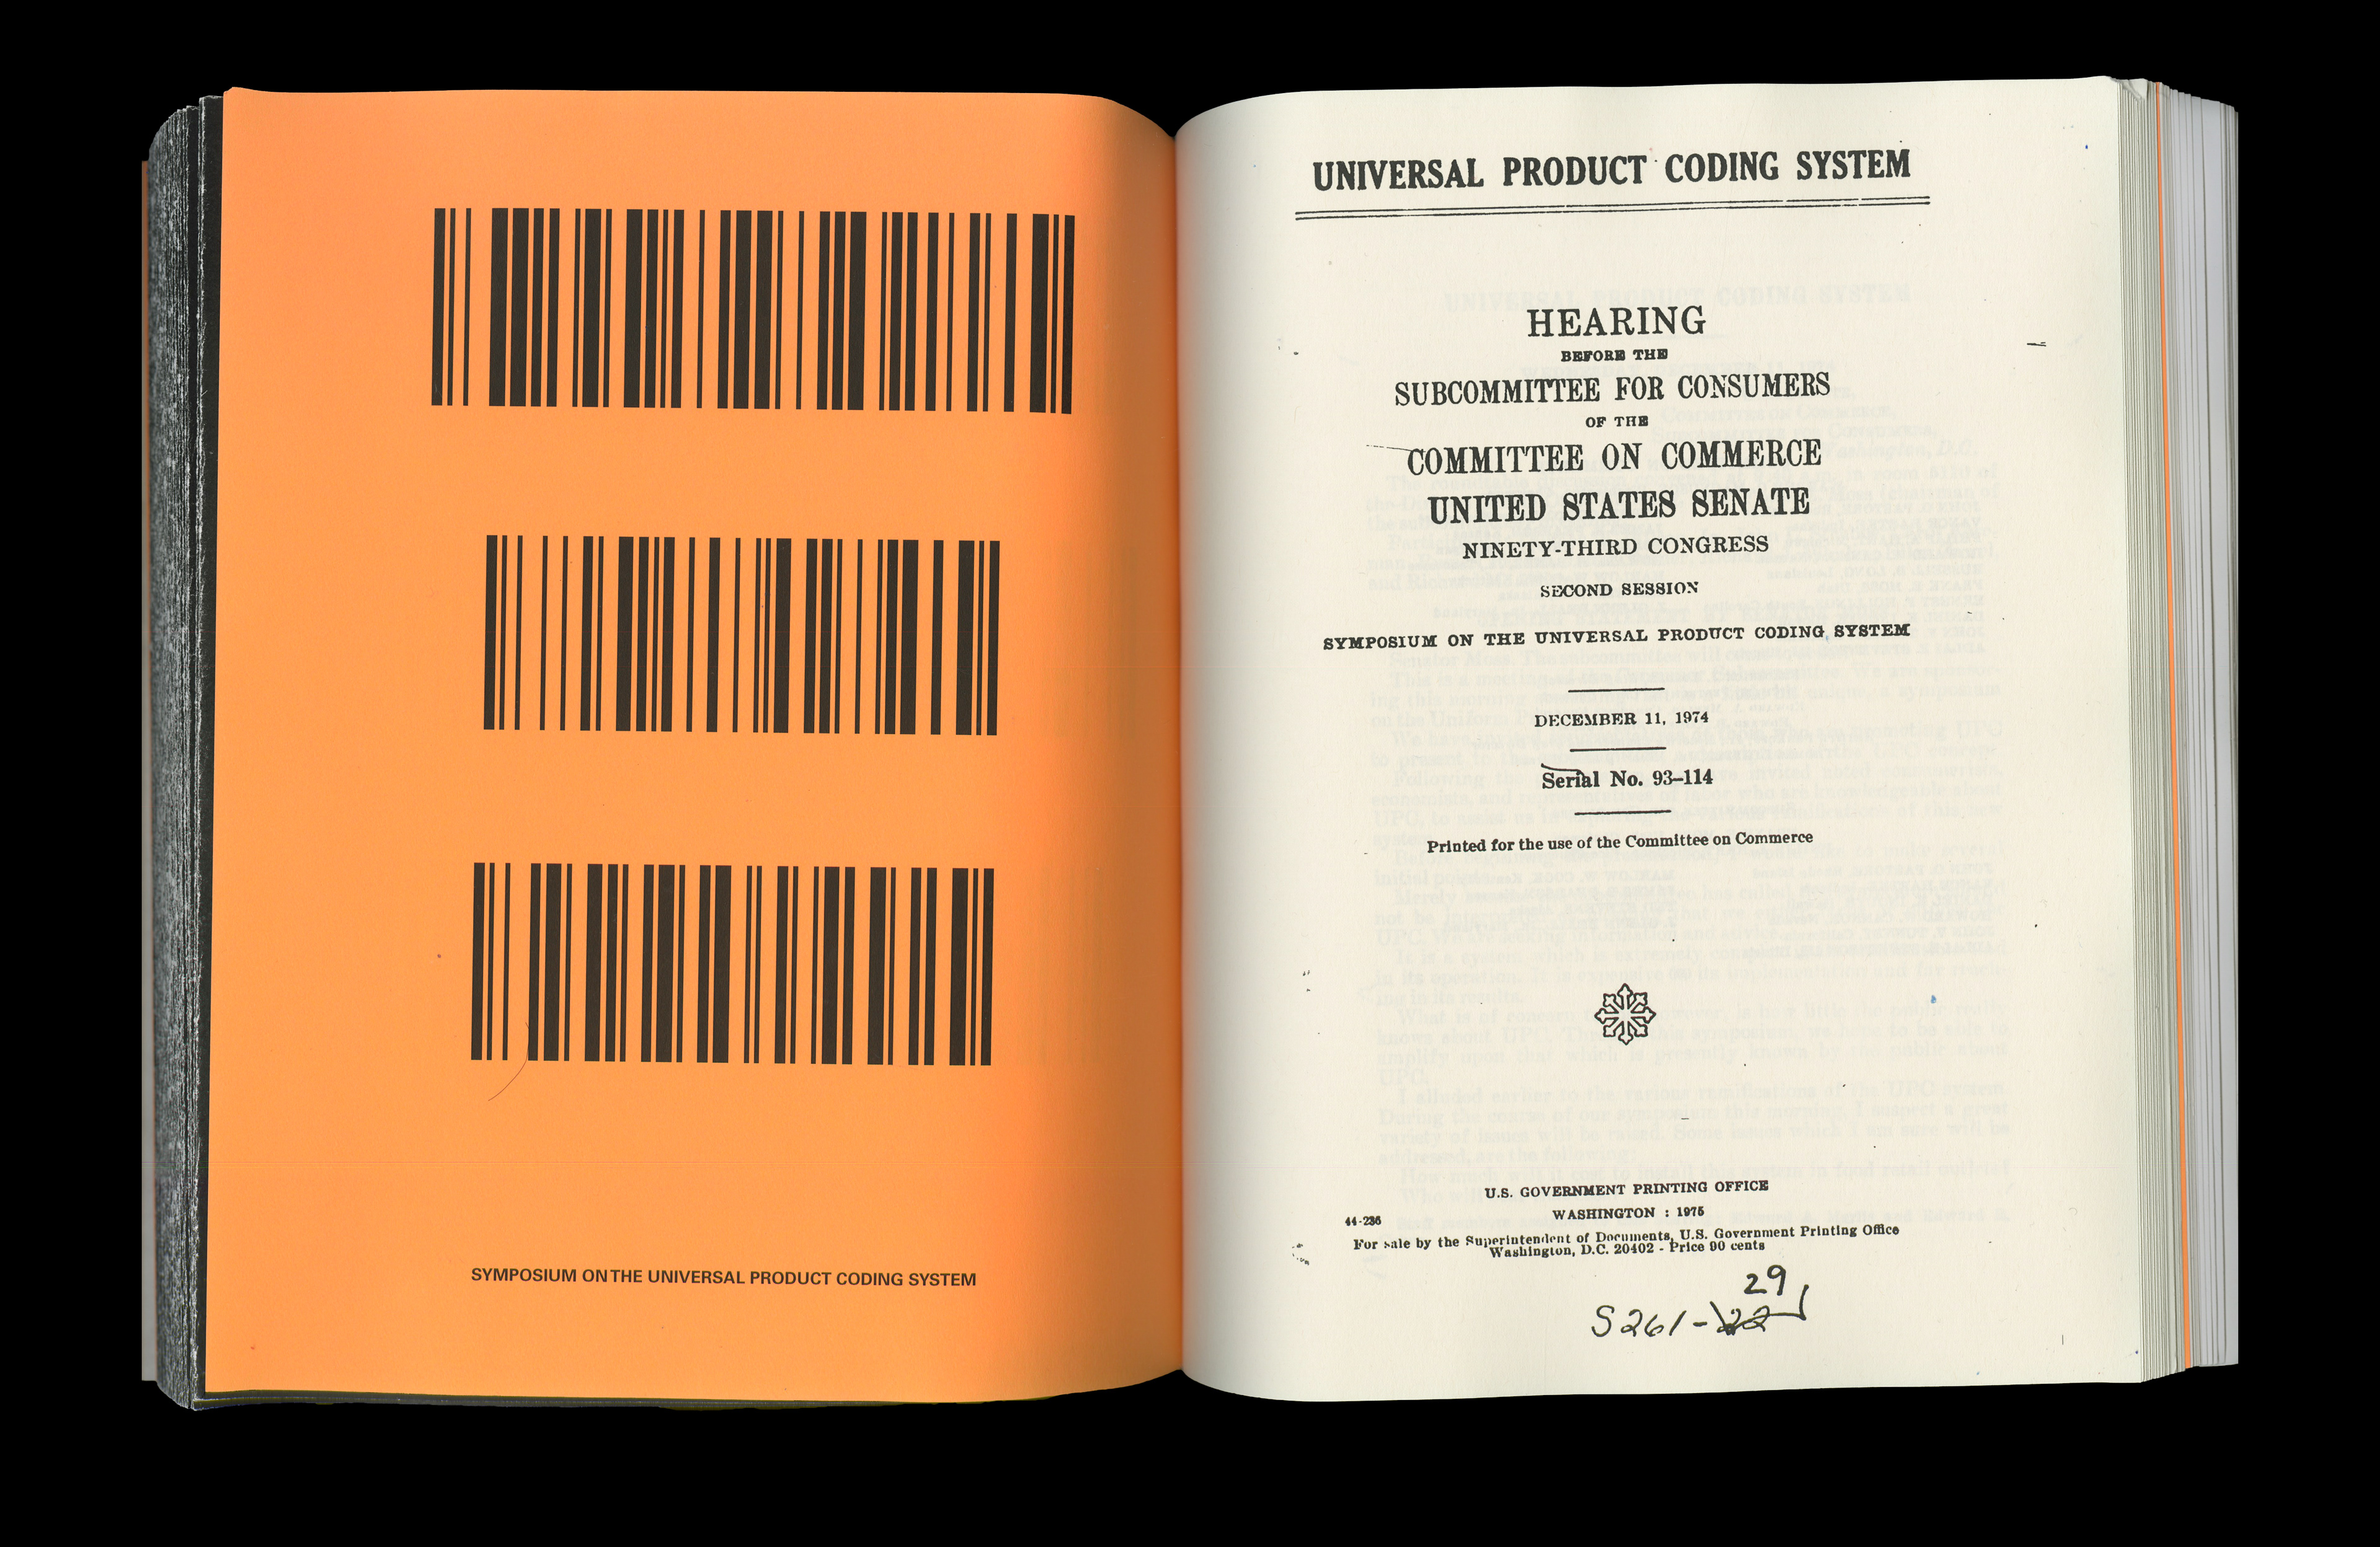 SYMPOSIUM ON THE UNIVERSAL PRODUCT CODING SYSTEM
UNIVERSAL PRODUCT CODING SYSTEM
HEARING
BEFORE THE
SUBCOMMITTEE FOR CONSUMERS
OF THE
COMMITTEE ON COMMERCE
UNITED STATES SENATE
NINETY-THIRD CONGRESS
SECOND SESSION
SYMPOSIUM ON THE UNIVERSAL PRODUCT CODING SYSTEM
DECEMBER 11, 1974
Serial No. 93–114
Printed for the use of the Committee on Commerce
U.S. GOVERNMENT PRINTING OFFICE
44-236 WASHINGTON : 1975
For sale by the Superintendent of Documents, U.S. Government Printing Office
Washington, D.C. 20402 - Price 90 cents
29
S261-22